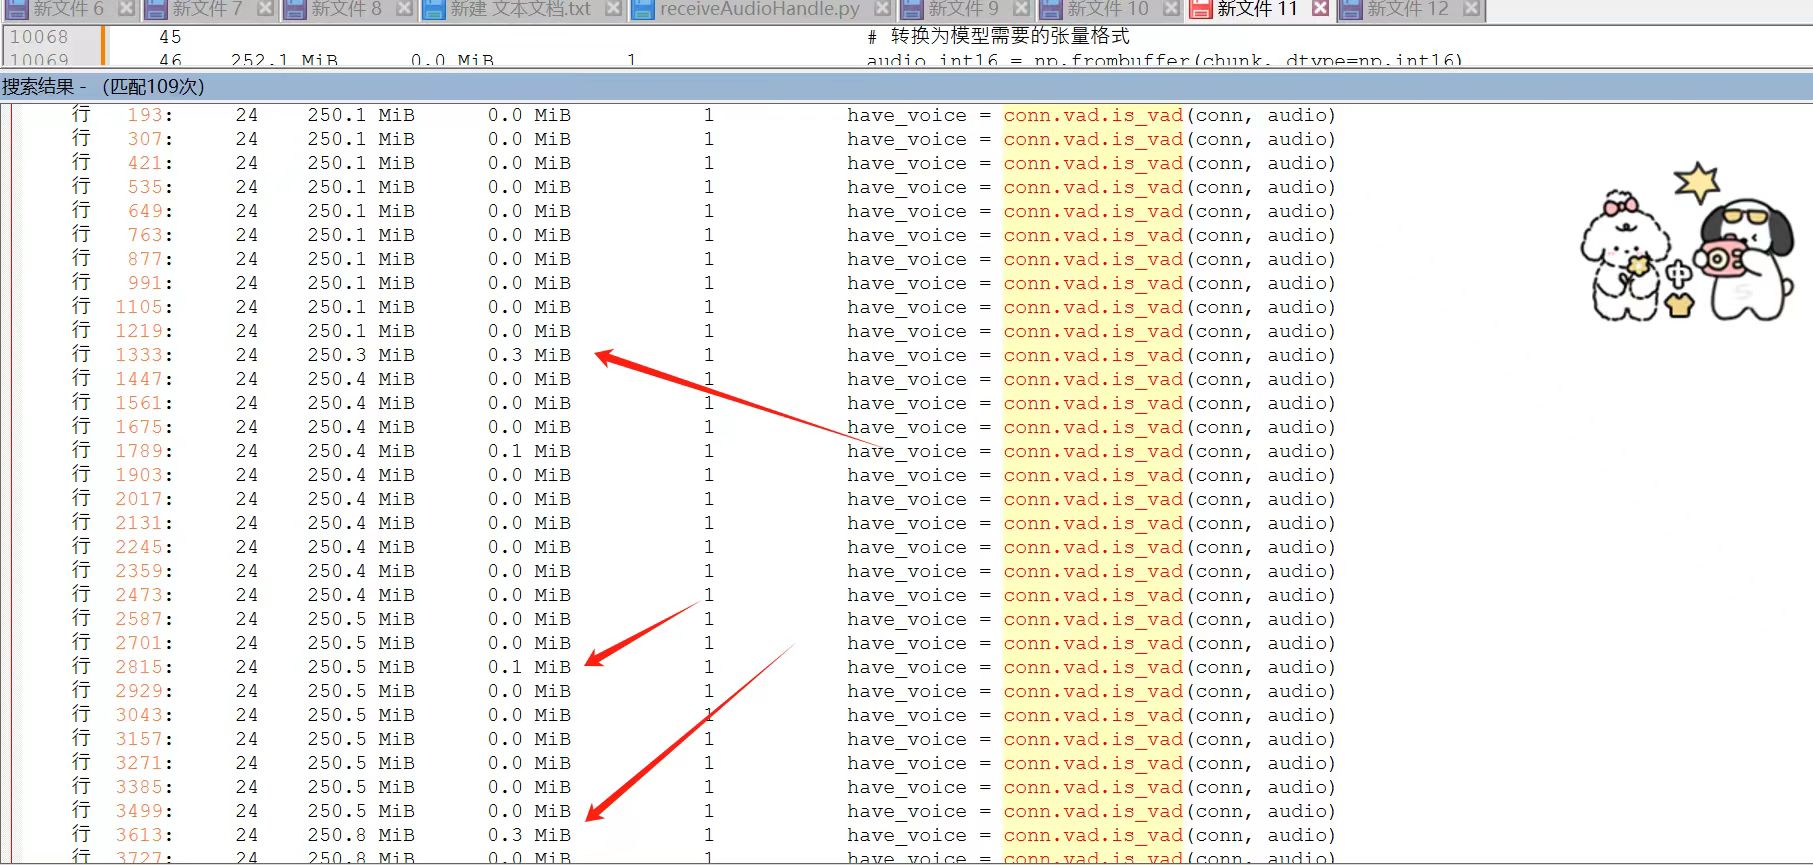 新文件 6 新文件 7 新文件 8 新建 文本文档.txt receiveAudioHandle.py 新文件 9 新文件 10 新文件 11 新文件 12
10068 45 # 转换为模型需要的张量格式
10069 46 252.1 MiB 0.0 MiB 1 audio_int16 = np.frombuffer(chunk, dtype=np.int16)
搜索结果 - （匹配109次）
行 193: 24 250.1 MiB 0.0 MiB 1 have_voice = conn.vad.is_vad(conn, audio)
行 307: 24 250.1 MiB 0.0 MiB 1 have_voice = conn.vad.is_vad(conn, audio)
行 421: 24 250.1 MiB 0.0 MiB 1 have_voice = conn.vad.is_vad(conn, audio)
行 535: 24 250.1 MiB 0.0 MiB 1 have_voice = conn.vad.is_vad(conn, audio)
行 649: 24 250.1 MiB 0.0 MiB 1 have_voice = conn.vad.is_vad(conn, audio)
行 763: 24 250.1 MiB 0.0 MiB 1 have_voice = conn.vad.is_vad(conn, audio)
行 877: 24 250.1 MiB 0.0 MiB 1 have_voice = conn.vad.is_vad(conn, audio)
行 991: 24 250.1 MiB 0.0 MiB 1 have_voice = conn.vad.is_vad(conn, audio)
行 1105: 24 250.1 MiB 0.0 MiB 1 have_voice = conn.vad.is_vad(conn, audio)
行 1219: 24 250.1 MiB 0.0 MiB 1 have_voice = conn.vad.is_vad(conn, audio)
行 1333: 24 250.3 MiB 0.3 MiB 1 have_voice = conn.vad.is_vad(conn, audio)
行 1447: 24 250.4 MiB 0.0 MiB 1 have_voice = conn.vad.is_vad(conn, audio)
行 1561: 24 250.4 MiB 0.0 MiB 1 have_voice = conn.vad.is_vad(conn, audio)
行 1675: 24 250.4 MiB 0.0 MiB 1 have_voice = conn.vad.is_vad(conn, audio)
行 1789: 24 250.4 MiB 0.1 MiB 1 have_voice = conn.vad.is_vad(conn, audio)
行 1903: 24 250.4 MiB 0.0 MiB 1 have_voice = conn.vad.is_vad(conn, audio)
行 2017: 24 250.4 MiB 0.0 MiB 1 have_voice = conn.vad.is_vad(conn, audio)
行 2131: 24 250.4 MiB 0.0 MiB 1 have_voice = conn.vad.is_vad(conn, audio)
行 2245: 24 250.4 MiB 0.0 MiB 1 have_voice = conn.vad.is_vad(conn, audio)
行 2359: 24 250.4 MiB 0.0 MiB 1 have_voice = conn.vad.is_vad(conn, audio)
行 2473: 24 250.4 MiB 0.0 MiB 1 have_voice = conn.vad.is_vad(conn, audio)
行 2587: 24 250.5 MiB 0.0 MiB 1 have_voice = conn.vad.is_vad(conn, audio)
行 2701: 24 250.5 MiB 0.0 MiB 1 have_voice = conn.vad.is_vad(conn, audio)
行 2815: 24 250.5 MiB 0.1 MiB 1 have_voice = conn.vad.is_vad(conn, audio)
行 2929: 24 250.5 MiB 0.0 MiB 1 have_voice = conn.vad.is_vad(conn, audio)
行 3043: 24 250.5 MiB 0.0 MiB 1 have_voice = conn.vad.is_vad(conn, audio)
行 3157: 24 250.5 MiB 0.0 MiB 1 have_voice = conn.vad.is_vad(conn, audio)
行 3271: 24 250.5 MiB 0.0 MiB 1 have_voice = conn.vad.is_vad(conn, audio)
行 3385: 24 250.5 MiB 0.0 MiB 1 have_voice = conn.vad.is_vad(conn, audio)
行 3499: 24 250.5 MiB 0.0 MiB 1 have_voice = conn.vad.is_vad(conn, audio)
行 3613: 24 250.8 MiB 0.3 MiB 1 have_voice = conn.vad.is_vad(conn, audio)
行 3727: 24 250.8 MiB 0.0 MiB 1 have_voice = conn.vad.is_vad(conn, audio)
中